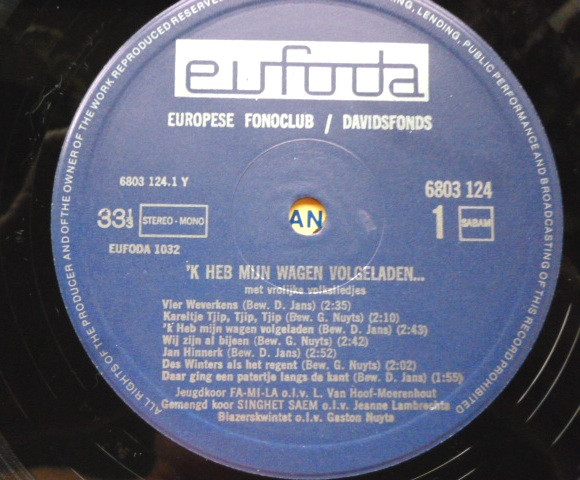 ALL RIGHTS OF THE PRODUCER AND OF THE OWNER OF THE WORK REPRODUCED RESERVED
LENDING, PUBLIC PERFORMANCE AND BROADCASTING OF THIS RECORD PROHIBITED
eufoda
EUROPESE FONOCLUB / DAVIDSFONDS
6803 124.1 Y
6803 124
33⅓
STEREO - MONO
AN
1
SABAM
EUFODA 1032
'K HEB MIJN WAGEN VOLGELADEN...
met vrolijke volksliedjes
Vier Weverkens (Bew. D. Jans) (2:35)
Kareltje Tjip, Tjip, Tjip (Bew. G. Nuyts) (2:10)
'k Heb mijn wagen volgeladen (Bew. D. Jans) (2:43)
Wij zijn al bijeen (Bew. G. Nuyts) (2:42)
Jan Hinnerk (Bew. D. Jans) (2:52)
Des Winters als het regent (Bew. G. Nuyts) (2:02)
Daar ging een patertje langs de kant (Bew. D. Jans) (1:55)
Jeugdkoor FA-MI-LA o.l.v. L. Van Hoof-Meerenhout
Gemengd koor SINGHET SAEM o.l.v. Jeanne Lambrechts
Blazerskwintet o.l.v. Gaston Nuyts